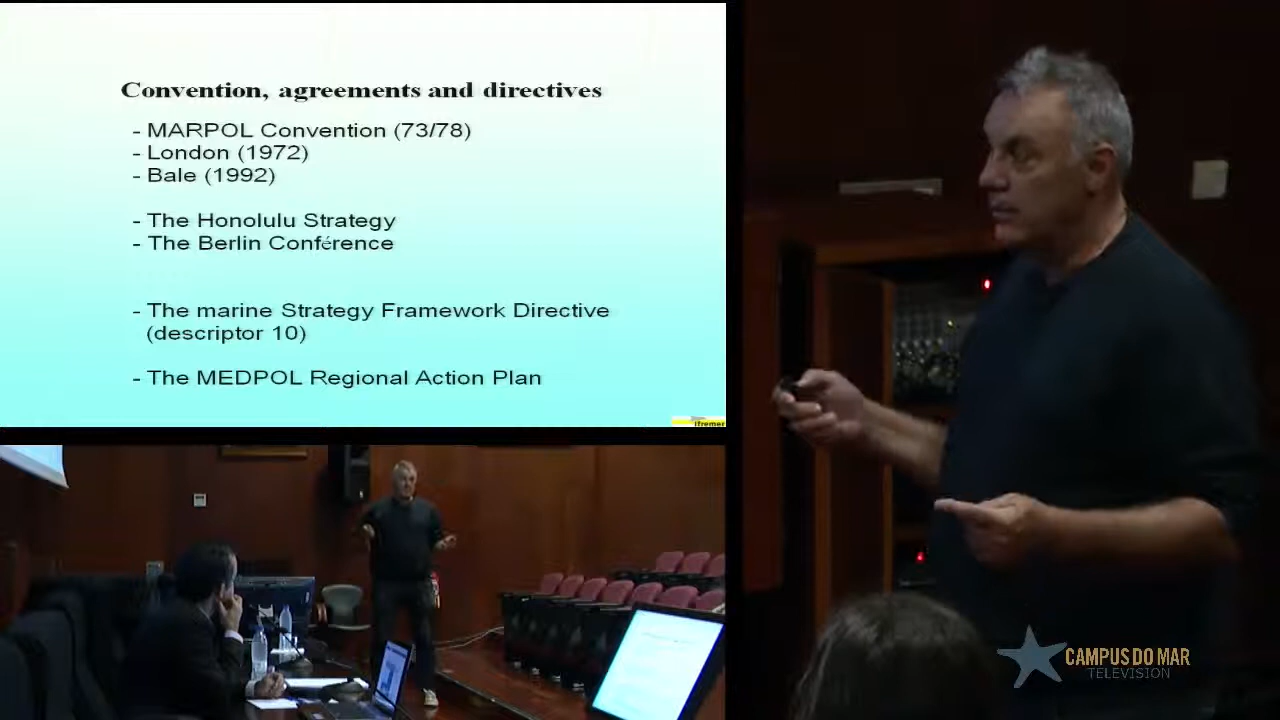 Convention, agreements and directives
- MARPOL Convention (73/78)
- London (1972)
- Bale (1992)
- The Honolulu Strategy
- The Berlin Conférence
- The marine Strategy Framework Directive
(descriptor 10)
- The MEDPOL Regional Action Plan
ifremer
CAMPUS DO MAR
TELEVISION